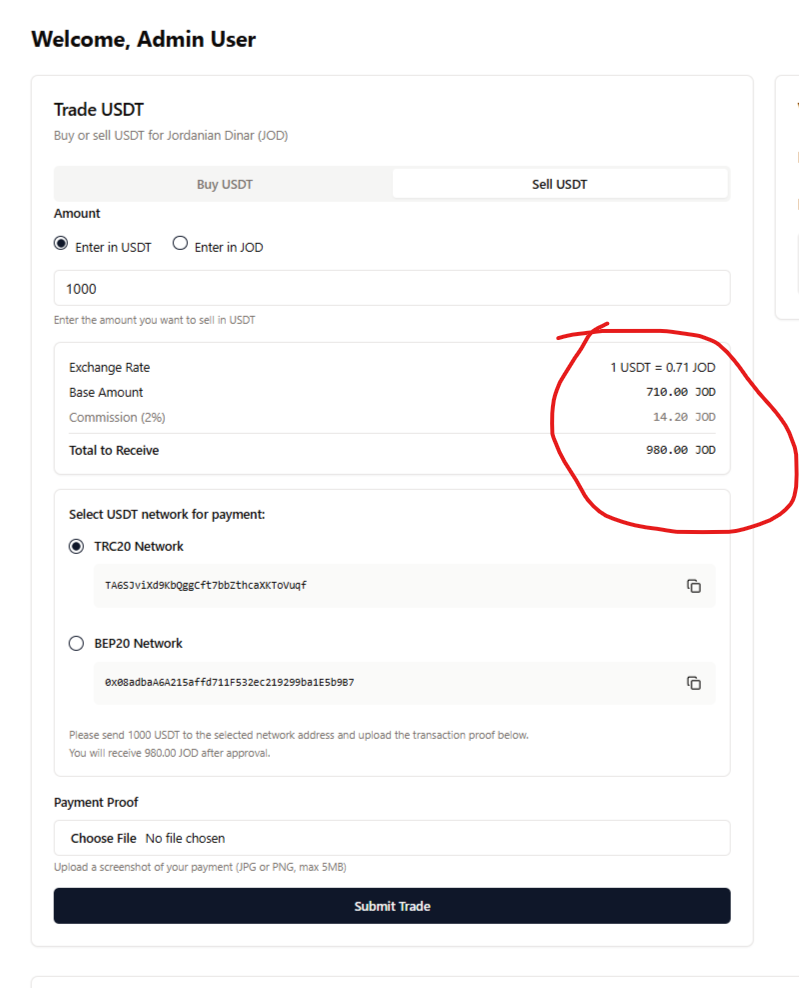 Welcome, Admin User
Trade USDT
Buy or sell USDT for Jordanian Dinar (JOD)
Buy USDT Sell USDT
Amount
Enter in USDT Enter in JOD
1000
Enter the amount you want to sell in USDT
Exchange Rate 1 USDT = 0.71 JOD
Base Amount 710.00 JOD
Commission (2%) 14.20 JOD
Total to Receive 980.00 JOD
Select USDT network for payment:
TRC20 Network
TA6SJviXd9KbQggCft7bbZthcaXKToVuqf
BEP20 Network
0x08adbaA6A215affd711F532ec219299ba1E5b9B7
Please send 1000 USDT to the selected network address and upload the transaction proof below.
You will receive 980.00 JOD after approval.
Payment Proof
Choose File No file chosen
Upload a screenshot of your payment (JPG or PNG, max 5MB)
Submit Trade